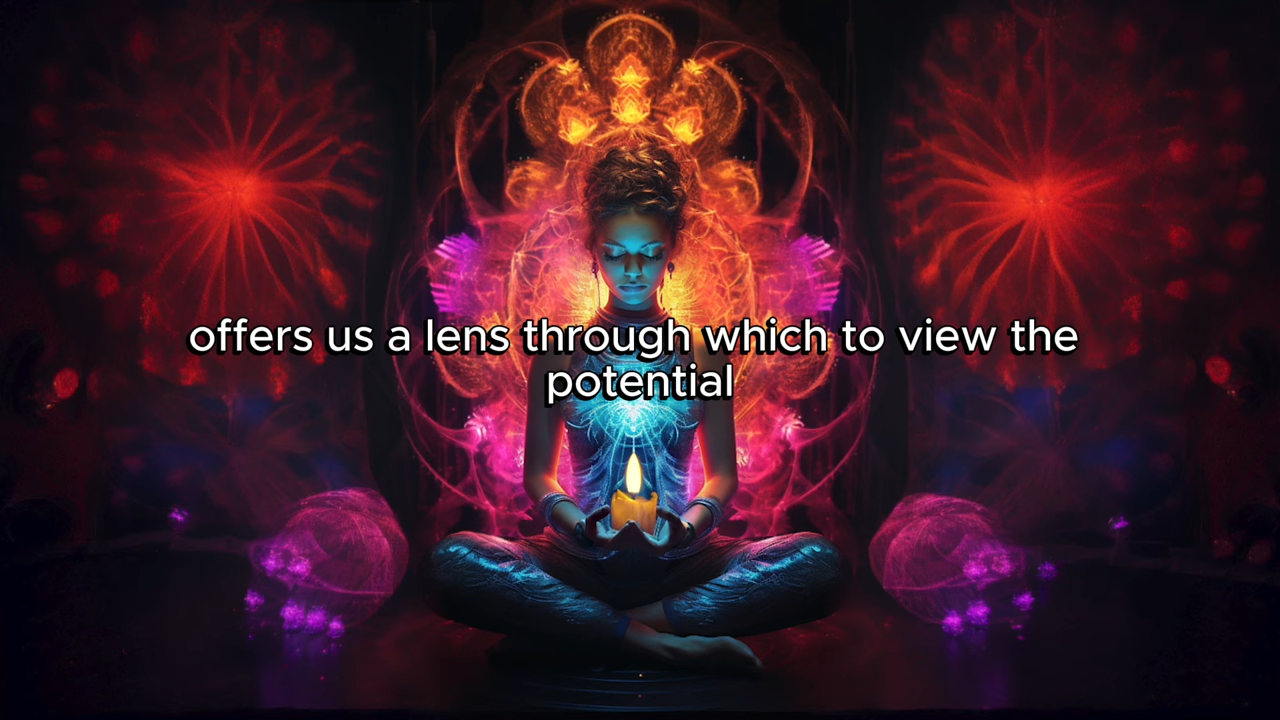 offers us a lens through which to view the
potential